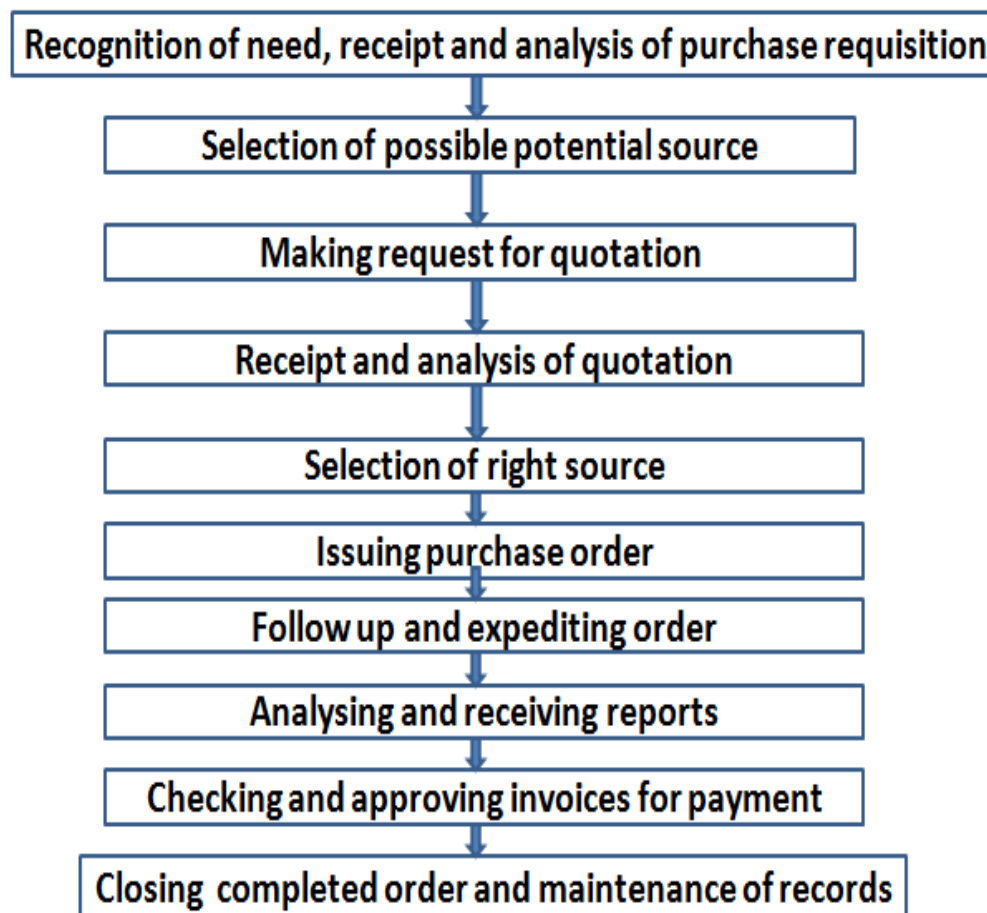 Recognition of need, receipt and analysis of purchase requisition
Selection of possible potential source
Making request for quotation
Receipt and analysis of quotation
Selection of right source
Issuing purchase order
Follow up and expediting order
Analysing and receiving reports
Checking and approving invoices for payment
Closing completed order and maintenance of records